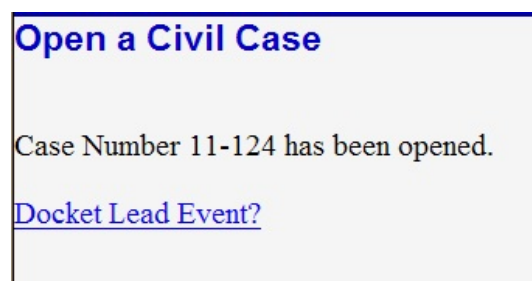 Open a Civil Case
Case Number 11-124 has been opened.
Docket Lead Event?